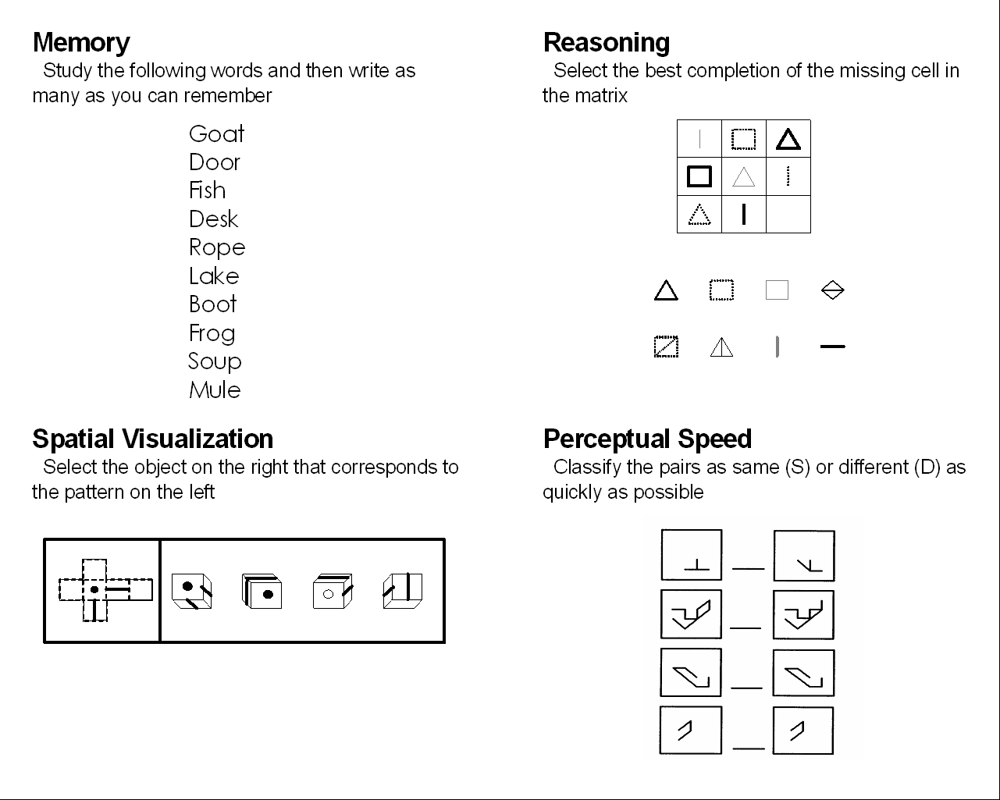 Memory
Study the following words and then write as
many as you can remember
Goat
Door
Fish
Desk
Rope
Lake
Boot
Frog
Soup
Mule
Reasoning
Select the best completion of the missing cell in
the matrix
Spatial Visualization
Select the object on the right that corresponds to
the pattern on the left
Perceptual Speed
Classify the pairs as same (S) or different (D) as
quickly as possible